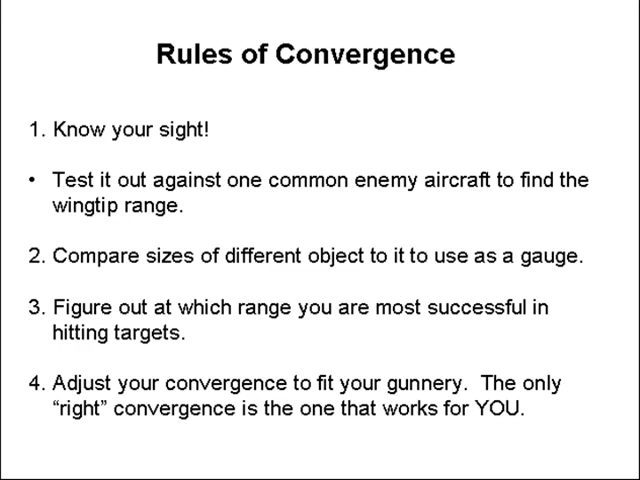 Rules of Convergence
1. Know your sight!
• Test it out against one common enemy aircraft to find the
wingtip range.
2. Compare sizes of different object to it to use as a gauge.
3. Figure out at which range you are most successful in
hitting targets.
4. Adjust your convergence to fit your gunnery.  The only
“right” convergence is the one that works for YOU.